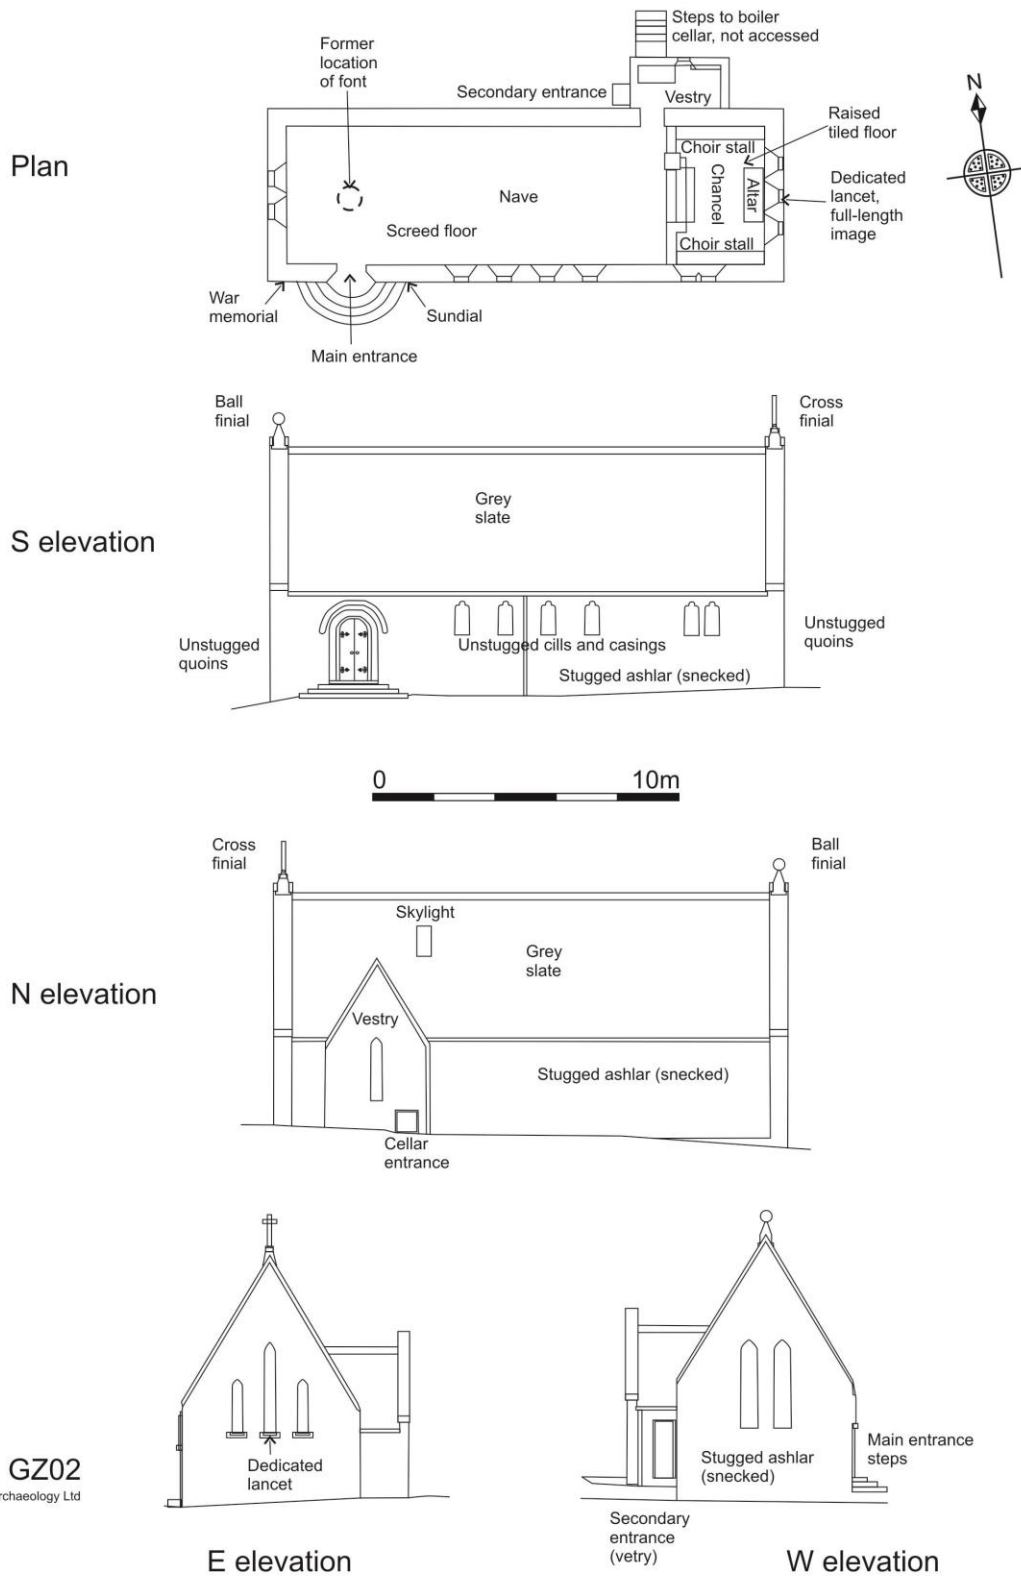 Plan
Former
location
of font
Steps to boiler
cellar, not accessed
Secondary entrance
Vestry
N
Raised
tiled floor
Choir stall
Chancel
Altar
Dedicated
lancet,
full-length
image
Nave
Screed floor
Choir stall
War
memorial
Sundial
Main entrance
S elevation
Ball
finial
Cross
finial
Grey
slate
Unstugged
quoins
Unstugged cills and casings
Stugged ashlar (snecked)
Unstugged
quoins
0
10m
N elevation
Cross
finial
Ball
finial
Skylight
Grey
slate
Vestry
Stugged ashlar (snecked)
Cellar
entrance
Dedicated
lancet
E elevation
Stugged ashlar
(snecked)
Main entrance
steps
Secondary
entrance
(vetry)
W elevation
GZ02
rchaeology Ltd